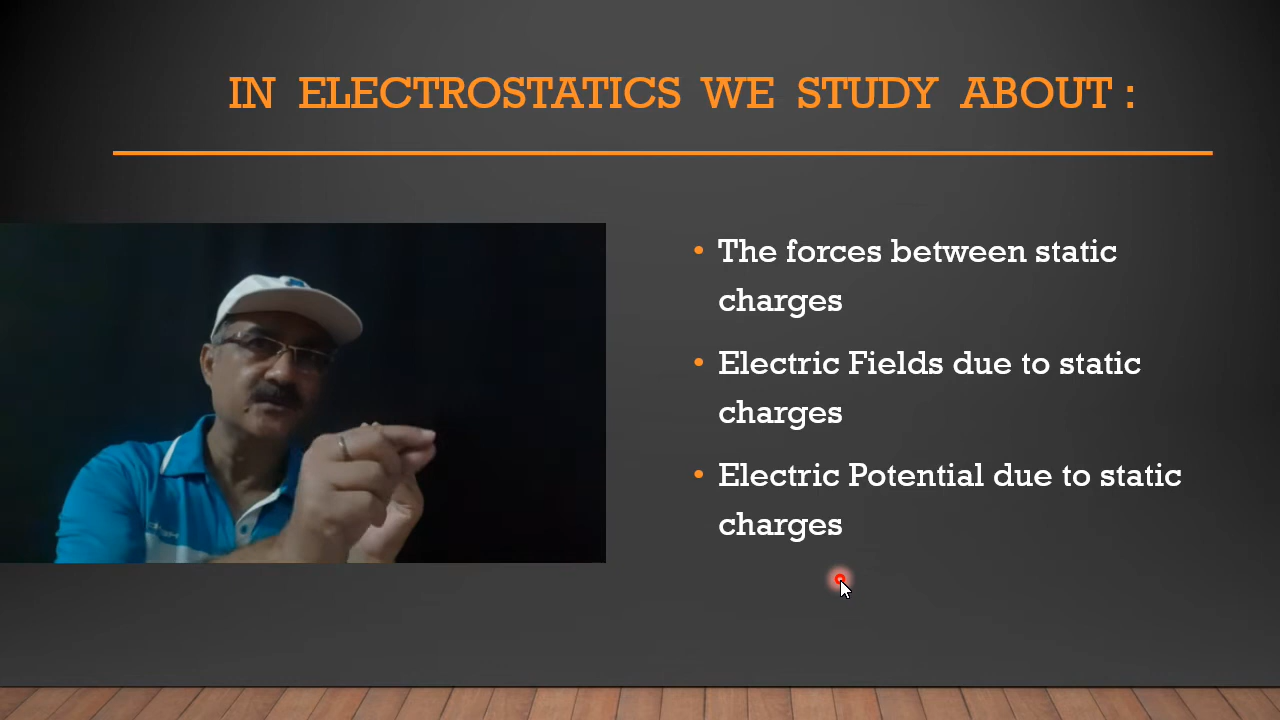 IN ELECTROSTATICS WE STUDY ABOUT :
• The forces between static
charges
• Electric Fields due to static
charges
• Electric Potential due to static
charges